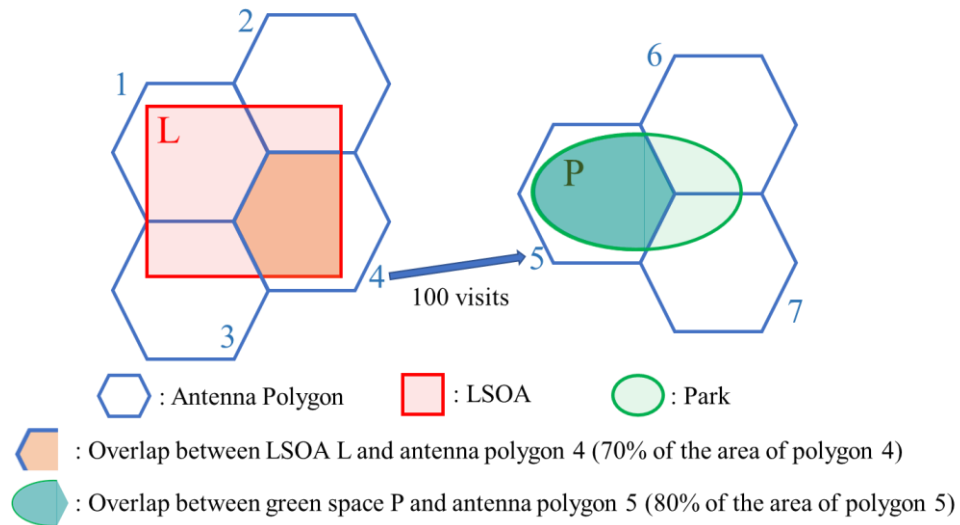 2
1
L
6
P
5
4
100 visits
3
7
: Antenna Polygon : LSOA : Park
: Overlap between LSOA L and antenna polygon 4 (70% of the area of polygon 4)
: Overlap between green space P and antenna polygon 5 (80% of the area of polygon 5)